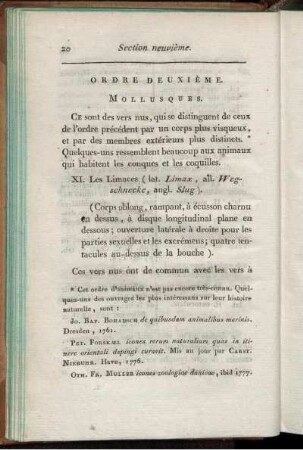 20 Section neuvième.
ORDRE DEUXIÈME.
MOLLUSQUES.
CE sont des vers nus, qui se distinguent de ceux
de l'ordre précédent par un corps plus visqueux,
et par des membres extérieurs plus distincts. *
Quelques-uns ressemblent beaucoup aux animaux
qui habitent les conques et les coquilles.
XI. Les Limaces ( lat. Limax, all. Weg-
schnecke, angl. Slug ).
( Corps oblong, rampant, à écusson charnu
en dessus, à disque longitudinal plane en
dessous; ouverture latérale à droite pour
les parties sexuelles et les excrémens; quatre ten-
tacules au-dessus de la bouche ).
Ces vers nus ont de commun avec les vers à
* Cet ordre d'animaux n'est pas encore très-connu. Quel-
ques-uns des ouvrages les plus intéressans sur leur histoire
naturelle, sont :
JO. BAP. BOHADSCH de quibusdam animalibus marinis.
Dresden, 1761.
PET. FORSKAL icones rerum naturalium quas in iti-
nere orientali depingi curavit. Mis au jour par CARST.
NIEBUHR. Havn, 1776.
OTH. FR. MULLER icones zoologiae danicae, ibid 1777.